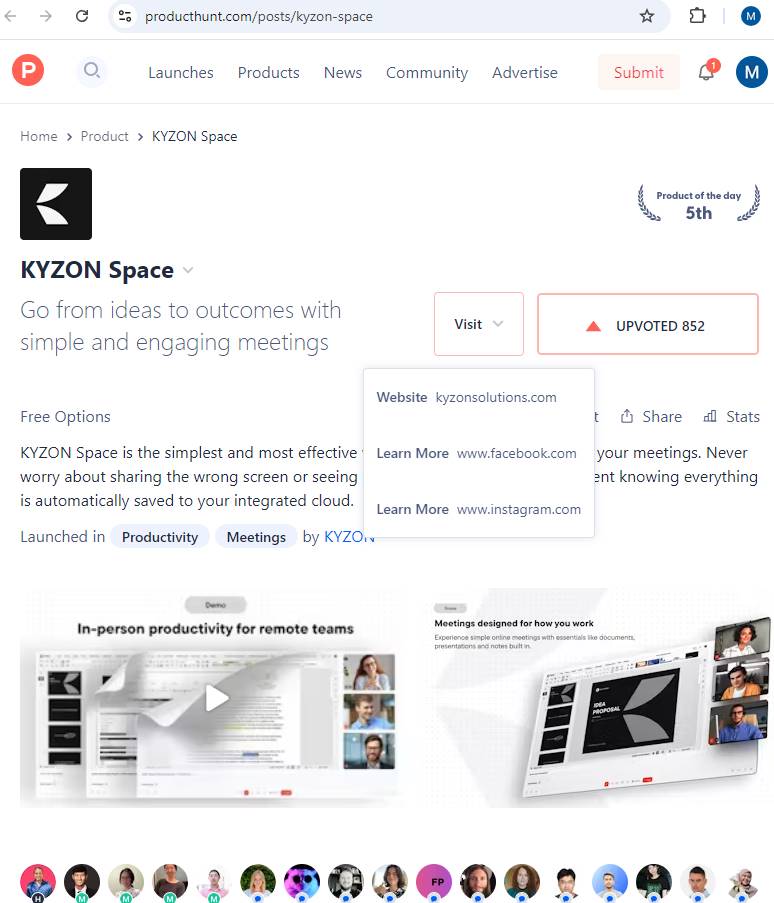 producthunt.com/posts/kyzon-space
M
P
Launches Products News Community Advertise Submit 1 M
Home > Product > KYZON Space
Product of the day
5th
KYZON Space
Go from ideas to outcomes with
simple and engaging meetings
Visit
UPVOTED 852
Website kyzonsolutions.com
Learn More www.facebook.com
Learn More www.instagram.com
Free Options
t Share Stats
KYZON Space is the simplest and most effective your meetings. Never
worry about sharing the wrong screen or seeing ent knowing everything
is automatically saved to your integrated cloud.
Launched in Productivity Meetings by KYZON
Demo
In-person productivity for remote teams
Meetings designed for how you work
Experience simple online meetings with essentials like documents,
presentations and notes built in.
IDEA
PROPOSAL
FP
H M M M M